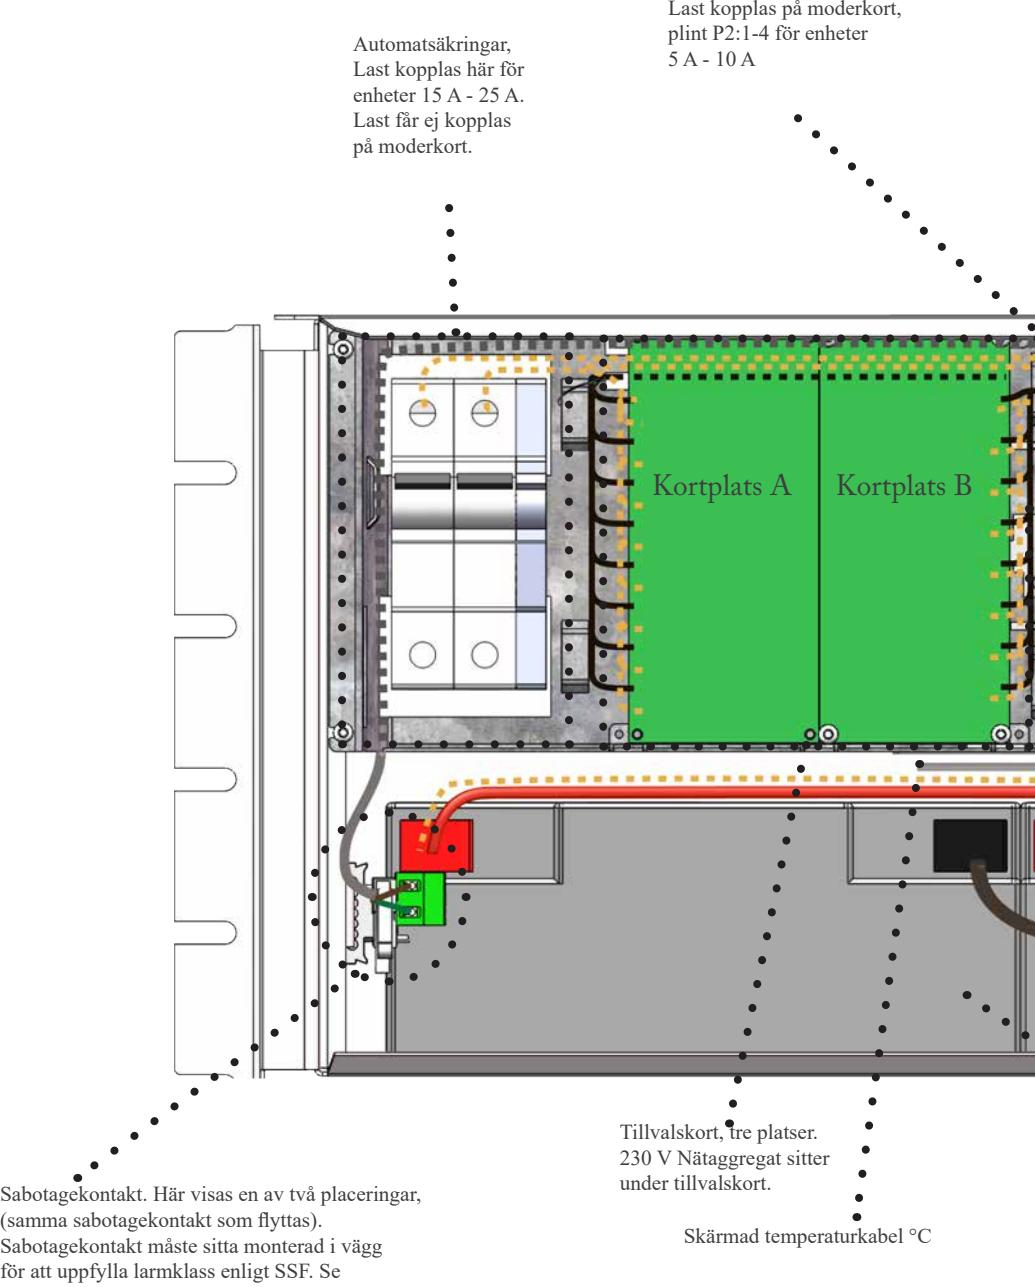 Last kopplas på moderkort,
plint P2:1-4 för enheter
5 A - 10 A
Automatsäkringar,
Last kopplas här för
enheter 15 A - 25 A.
Last får ej kopplas
på moderkort.
Kortplats A
Kortplats B
Tillvalskort, tre platser.
230 V Nätaggregat sitter
under tillvalskort.
Sabotagekontakt. Här visas en av två placeringar,
(samma sabotagekontakt som flyttas).
Sabotagekontakt måste sitta monterad i vägg
för att uppfylla larmklass enligt SSF. Se
Skärmad temperaturkabel °C